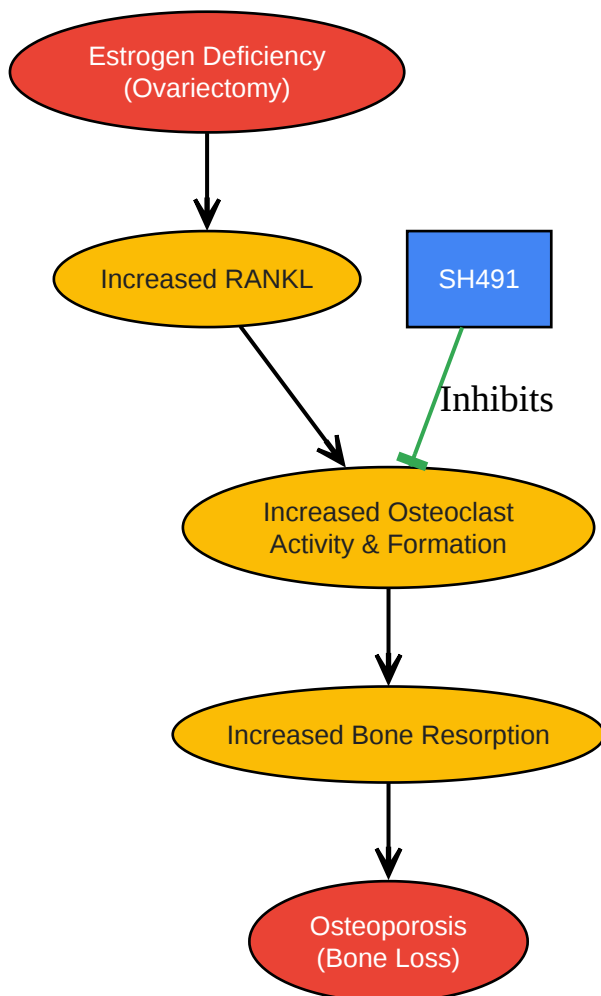 Estrogen Deficiency
(Ovariectomy)
Increased RANKL
SH491
Inhibits
Increased Osteoclast
Activity & Formation
Increased Bone Resorption
Osteoporosis
(Bone Loss)